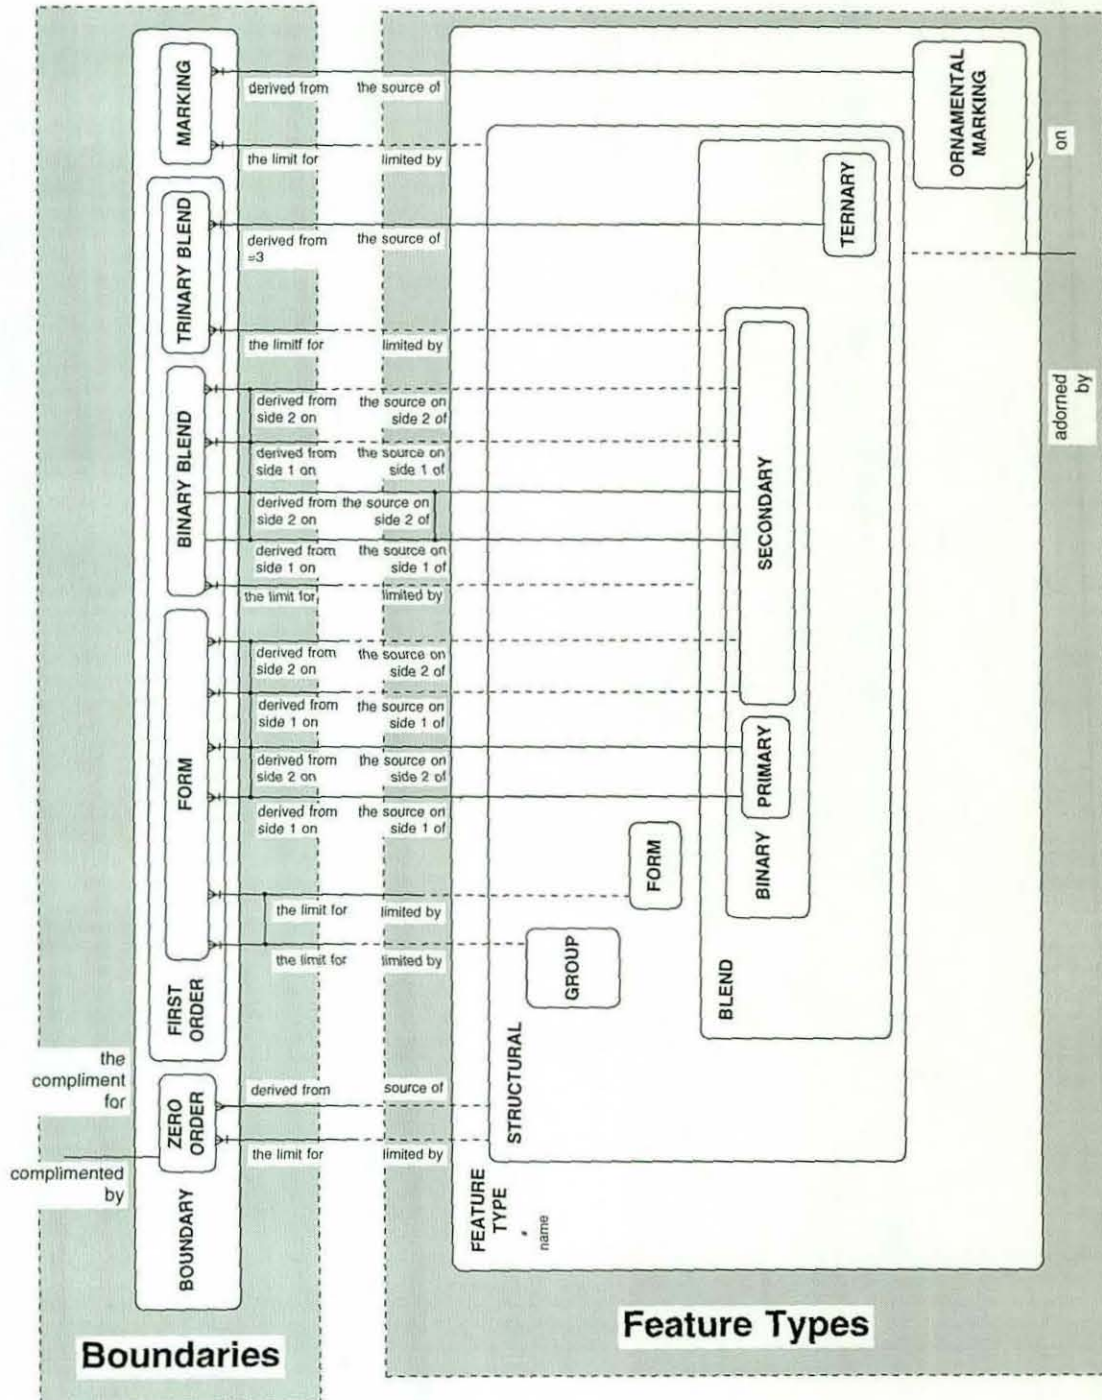 MARKING
derived from the source of
ORNAMENTAL
MARKING
the limit for limited by
on
TRINARY BLEND
TERNARY
derived from the source of
=3
the limitf for limited by
adorned
by
BINARY BLEND
derived from the source on
side 2 on side 2 of
derived from the source on
side 1 on side 1 of
derived from the source on
side 2 on side 2 of
derived from the source on
side 1 on side 1 of
the limit for limited by
SECONDARY
FORM
derived from the source on
side 2 on side 2 of
derived from the source on
side 1 on side 1 of
derived from the source on
side 2 on side 2 of
derived from the source on
side 1 on side 1 of
PRIMARY
BINARY
FORM
the limit for limited by
the limit for limited by
GROUP
BLEND
FIRST
ORDER
the
compliment
for
ZERO
ORDER
derived from source of
the limit for limited by
STRUCTURAL
complimented
by
BOUNDARY
FEATURE
TYPE
name
Boundaries
Feature Types